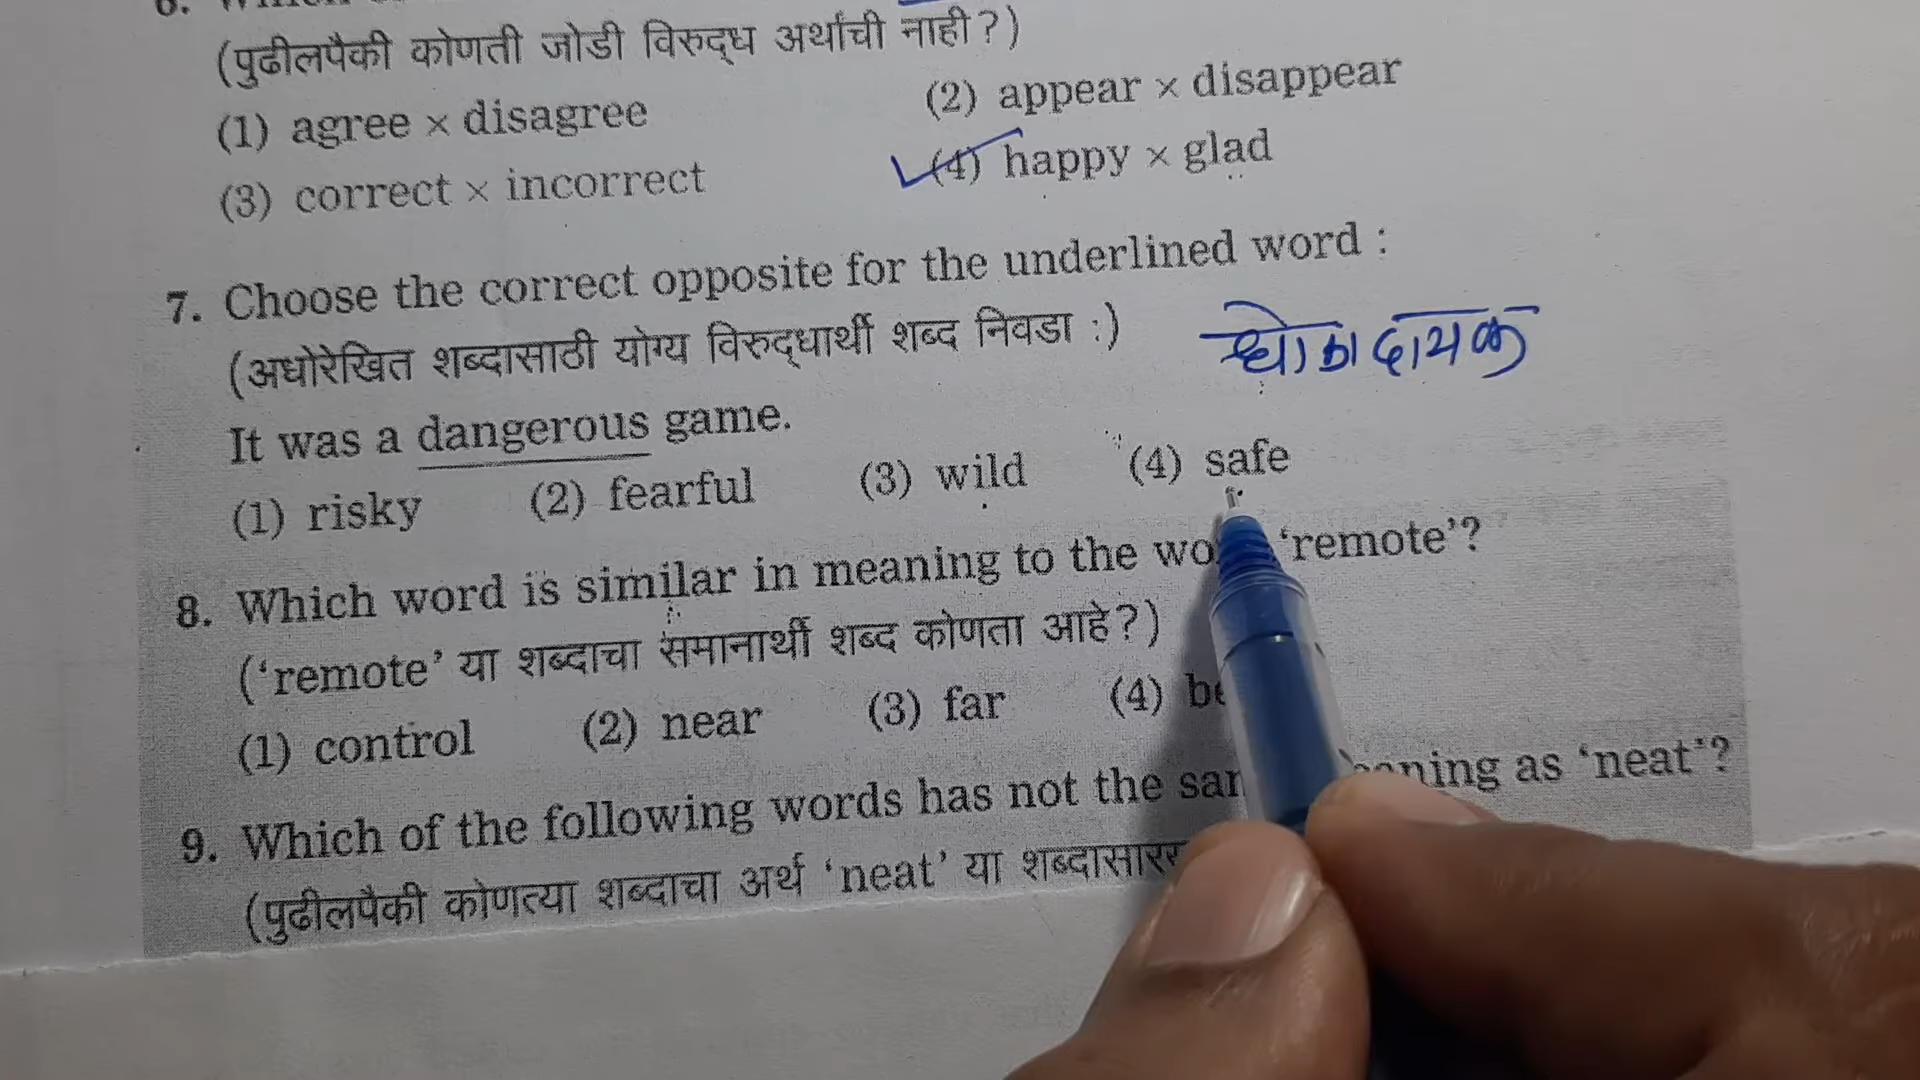 6.
(पुढीलपैकी कोणती जोडी विरुद्ध अर्थाची नाही?)
(1) agree × disagree (2) appear × disappear
(3) correct × incorrect (4) happy × glad
7. Choose the correct opposite for the underlined word :
(अधोरेखित शब्दासाठी योग्य विरुद्धार्थी शब्द निवडा :) धोकादायक
It was a dangerous game.
(1) risky (2) fearful (3) wild (4) safe
8. Which word is similar in meaning to the 'remote'?
('remote' या शब्दाचा समानार्थी शब्द कोणता आहे?)
(1) control (2) near (3) far (4)
9. Which of the following words has not the as 'neat'?
(पुढीलपैकी कोणत्या शब्दाचा अर्थ 'neat' या